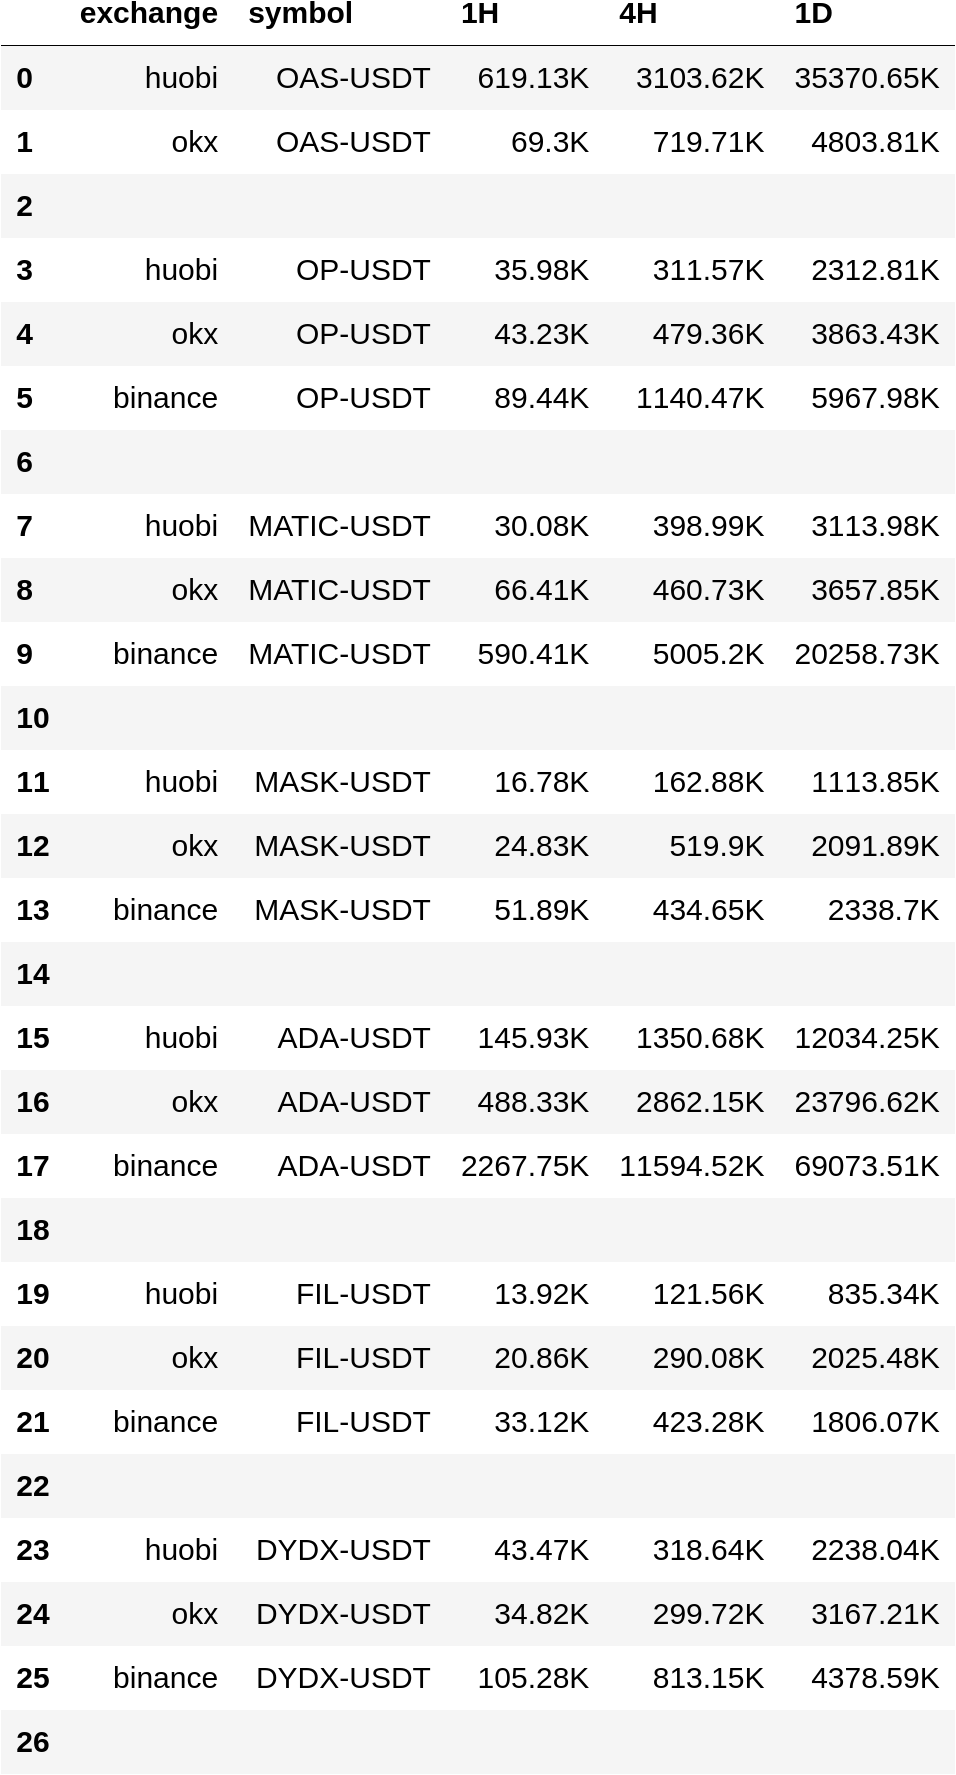 exchange symbol 1H 4H 1D
0 huobi OAS-USDT 619.13K 3103.62K 35370.65K
1 okx OAS-USDT 69.3K 719.71K 4803.81K
2
3 huobi OP-USDT 35.98K 311.57K 2312.81K
4 okx OP-USDT 43.23K 479.36K 3863.43K
5 binance OP-USDT 89.44K 1140.47K 5967.98K
6
7 huobi MATIC-USDT 30.08K 398.99K 3113.98K
8 okx MATIC-USDT 66.41K 460.73K 3657.85K
9 binance MATIC-USDT 590.41K 5005.2K 20258.73K
10
11 huobi MASK-USDT 16.78K 162.88K 1113.85K
12 okx MASK-USDT 24.83K 519.9K 2091.89K
13 binance MASK-USDT 51.89K 434.65K 2338.7K
14
15 huobi ADA-USDT 145.93K 1350.68K 12034.25K
16 okx ADA-USDT 488.33K 2862.15K 23796.62K
17 binance ADA-USDT 2267.75K 11594.52K 69073.51K
18
19 huobi FIL-USDT 13.92K 121.56K 835.34K
20 okx FIL-USDT 20.86K 290.08K 2025.48K
21 binance FIL-USDT 33.12K 423.28K 1806.07K
22
23 huobi DYDX-USDT 43.47K 318.64K 2238.04K
24 okx DYDX-USDT 34.82K 299.72K 3167.21K
25 binance DYDX-USDT 105.28K 813.15K 4378.59K
26